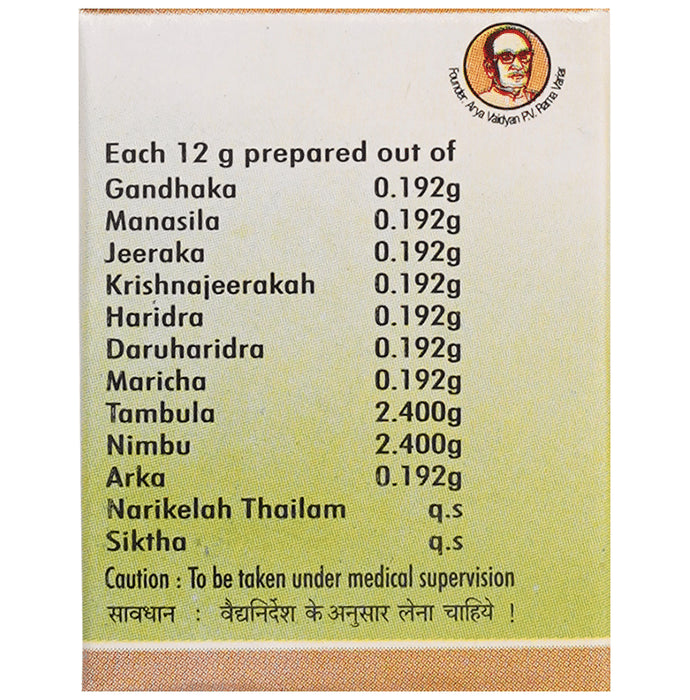 Founder: Arya Vaidyan P.V. Rama Variar
Each 12 g prepared out of
Gandhaka 0.192g
Manasila 0.192g
Jeeraka 0.192g
Krishnajeerakah 0.192g
Haridra 0.192g
Daruharidra 0.192g
Maricha 0.192g
Tambula 2.400g
Nimbu 2.400g
Arka 0.192g
Narikelah Thailam q.s
Siktha q.s
Caution : To be taken under medical supervision
सावधान : वैद्यनिर्देश के अनुसार लेना चाहिये !